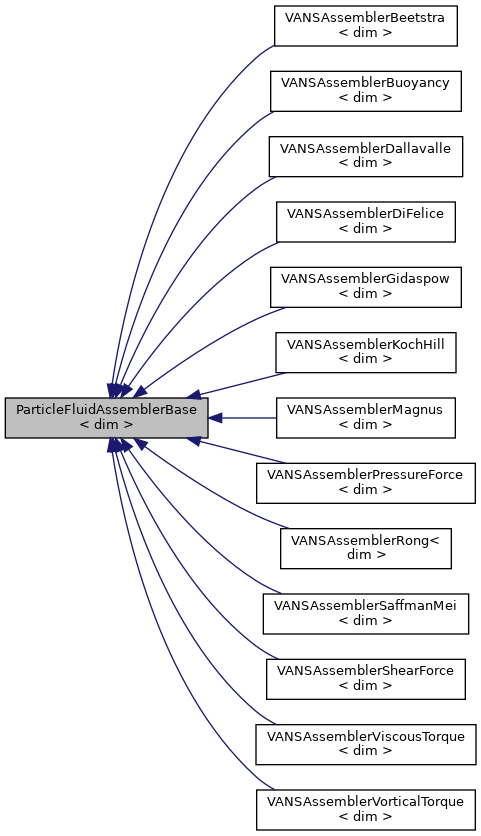 VANSAssemblerBeetstra
< dim >
VANSAssemblerBuoyancy
< dim >
VANSAssemblerDallavalle
< dim >
VANSAssemblerDiFelice
< dim >
VANSAssemblerGidaspow
< dim >
VANSAssemblerKochHill
< dim >
ParticleFluidAssemblerBase
< dim >
VANSAssemblerMagnus
< dim >
VANSAssemblerPressureForce
< dim >
VANSAssemblerRong<
dim >
VANSAssemblerSaffmanMei
< dim >
VANSAssemblerShearForce
< dim >
VANSAssemblerViscousTorque
< dim >
VANSAssemblerVorticalTorque
< dim >